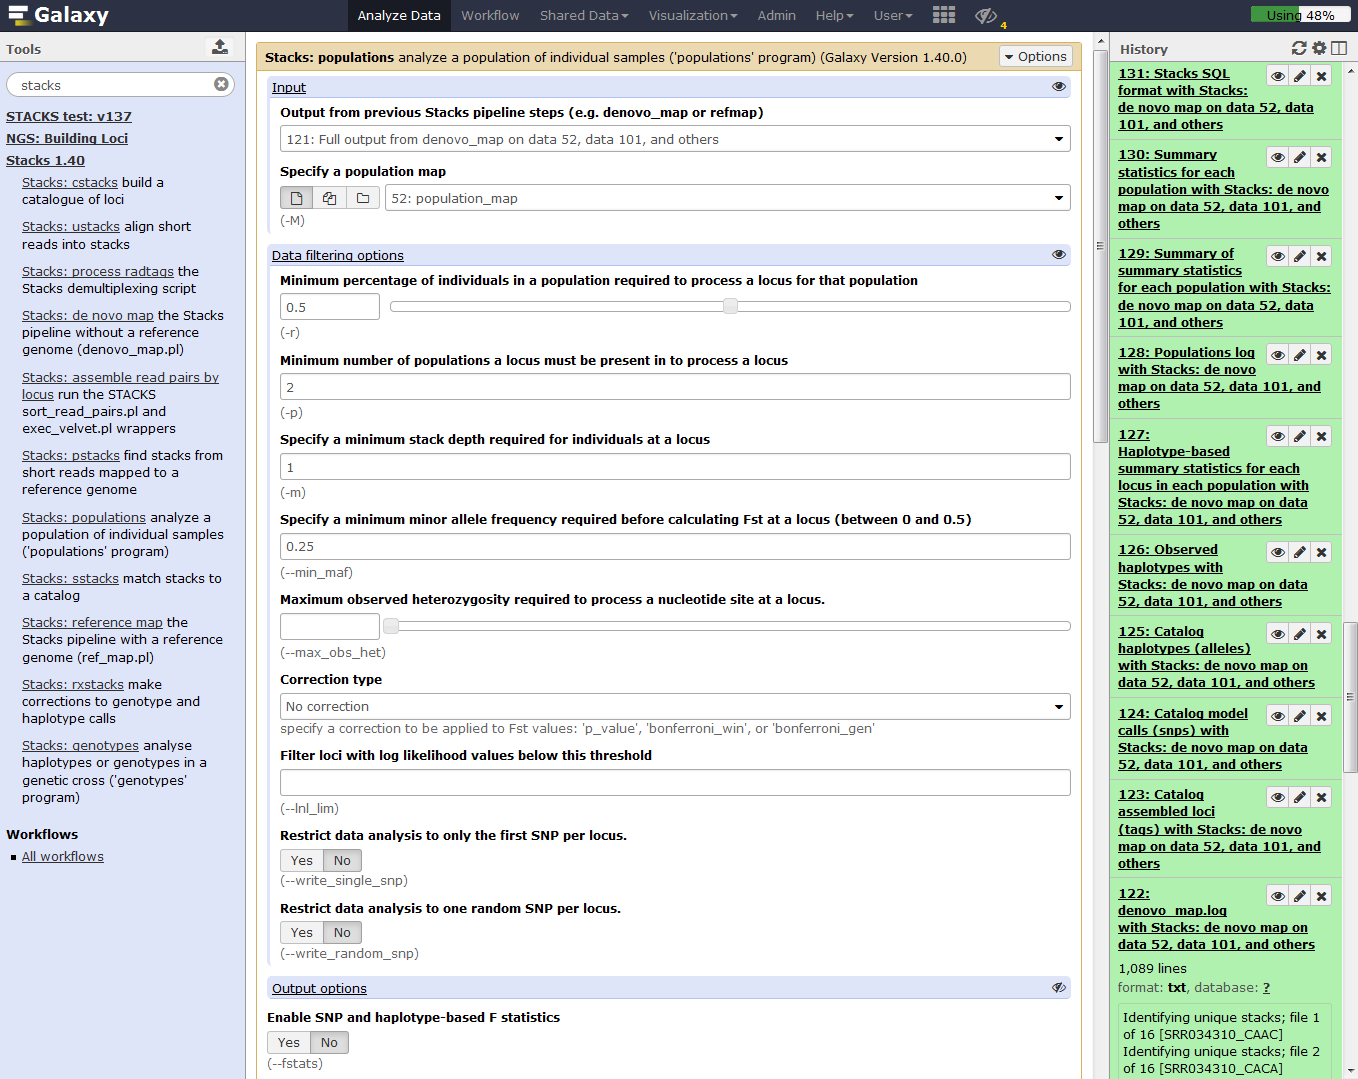 Galaxy
Analyze Data
Workflow
Shared Data
Visualization
Admin
Help
User
4
Using 48%
Tools
stacks
STACKS test: v137
NGS: Building Loci
Stacks 1.40
Stacks: cstacks build a
catalogue of loci
Stacks: ustacks align short
reads into stacks
Stacks: process radtags the
Stacks demultiplexing script
Stacks: de novo map the Stacks
pipeline without a reference
genome (denovo_map.pl)
Stacks: assemble read pairs by
locus run the STACKS
sort_read_pairs.pl and
exec_velvet.pl wrappers
Stacks: pstacks find stacks from
short reads mapped to a
reference genome
Stacks: populations analyze a
population of individual samples
('populations' program)
Stacks: sstacks match stacks to
a catalog
Stacks: reference map the
Stacks pipeline with a reference
genome (ref_map.pl)
Stacks: rxstacks make
corrections to genotype and
haplotype calls
Stacks: genotypes analyse
haplotypes or genotypes in a
genetic cross ('genotypes'
program)
Workflows
All workflows
Stacks: populations analyze a population of individual samples ('populations' program) (Galaxy Version 1.40.0)
Options
Input
Output from previous Stacks pipeline steps (e.g. denovo_map or refmap)
121: Full output from denovo_map on data 52, data 101, and others
Specify a population map
52: population_map
(-M)
Data filtering options
Minimum percentage of individuals in a population required to process a locus for that population
0.5
(-r)
Minimum number of populations a locus must be present in to process a locus
2
(-p)
Specify a minimum stack depth required for individuals at a locus
1
(-m)
Specify a minimum minor allele frequency required before calculating Fst at a locus (between 0 and 0.5)
0.25
(--min_maf)
Maximum observed heterozygosity required to process a nucleotide site at a locus.
(--max_obs_het)
Correction type
No correction
specify a correction to be applied to Fst values: 'p_value', 'bonferroni_win', or 'bonferroni_gen'
Filter loci with log likelihood values below this threshold
(--lnl_lim)
Restrict data analysis to only the first SNP per locus.
Yes No
(--write_single_snp)
Restrict data analysis to one random SNP per locus.
Yes No
(--write_random_snp)
Output options
Enable SNP and haplotype-based F statistics
Yes No
(--fstats)
History
131: Stacks SQL
format with Stacks:
de novo map on data 52, data
101, and others
130: Summary
statistics for each
population with Stacks: de novo
map on data 52, data 101, and
others
129: Summary of
summary statistics
for each population with Stacks:
de novo map on data 52, data
101, and others
128: Populations log
with Stacks: de novo
map on data 52, data 101, and
others
127:
Haplotype-based
summary statistics for each
locus in each population with
Stacks: de novo map on data
52, data 101, and others
126: Observed
haplotypes with
Stacks: de novo map on data
52, data 101, and others
125: Catalog
haplotypes (alleles)
with Stacks: de novo map on
data 52, data 101, and others
124: Catalog model
calls (snps) with
Stacks: de novo map on data
52, data 101, and others
123: Catalog
assembled loci
(tags) with Stacks: de novo
map on data 52, data 101, and
others
122:
denovo_map.log
with Stacks: de novo map on
data 52, data 101, and others
1,089 lines
format: txt, database: ?
Identifying unique stacks; file 1
of 16 [SRR034310_CAAC]
Identifying unique stacks; file 2
of 16 [SRR034310_CACA]